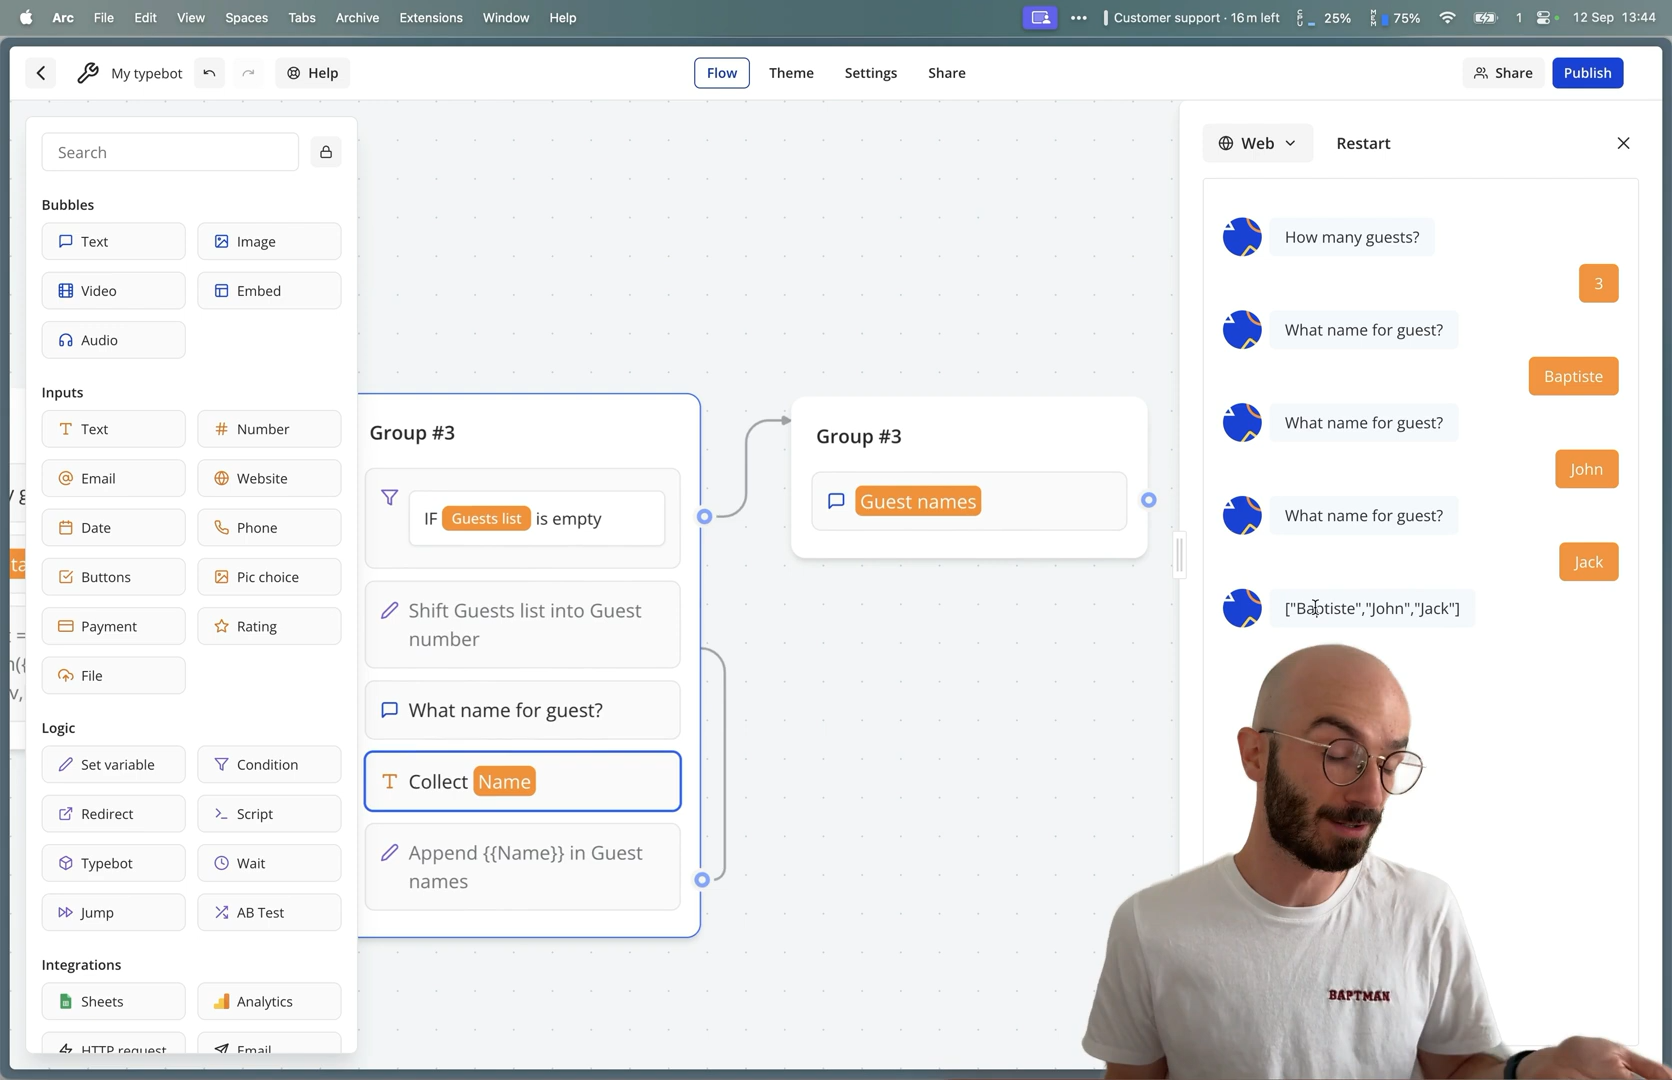 Arc File Edit View Spaces Tabs Archive Extensions Window Help
Customer support · 16 m left
CPU 25%
MEM 75%
1
12 Sep 13:44
My typebot
Help
Flow
Theme
Settings
Share
Share
Publish
Search
Bubbles
Text
Image
Video
Embed
Audio
Inputs
Text
Number
Email
Website
Date
Phone
Buttons
Pic choice
Payment
Rating
File
Logic
Set variable
Condition
Redirect
Script
Typebot
Wait
Jump
AB Test
Integrations
Sheets
Analytics
HTTP request
Email
Group #3
IF Guests list is empty
Shift Guests list into Guest
number
What name for guest?
Collect Name
Append {{Name}} in Guest
names
Group #3
Guest names
Web
Restart
How many guests?
3
What name for guest?
Baptiste
What name for guest?
John
What name for guest?
Jack
["Baptiste","John","Jack"]
BAPTMAN